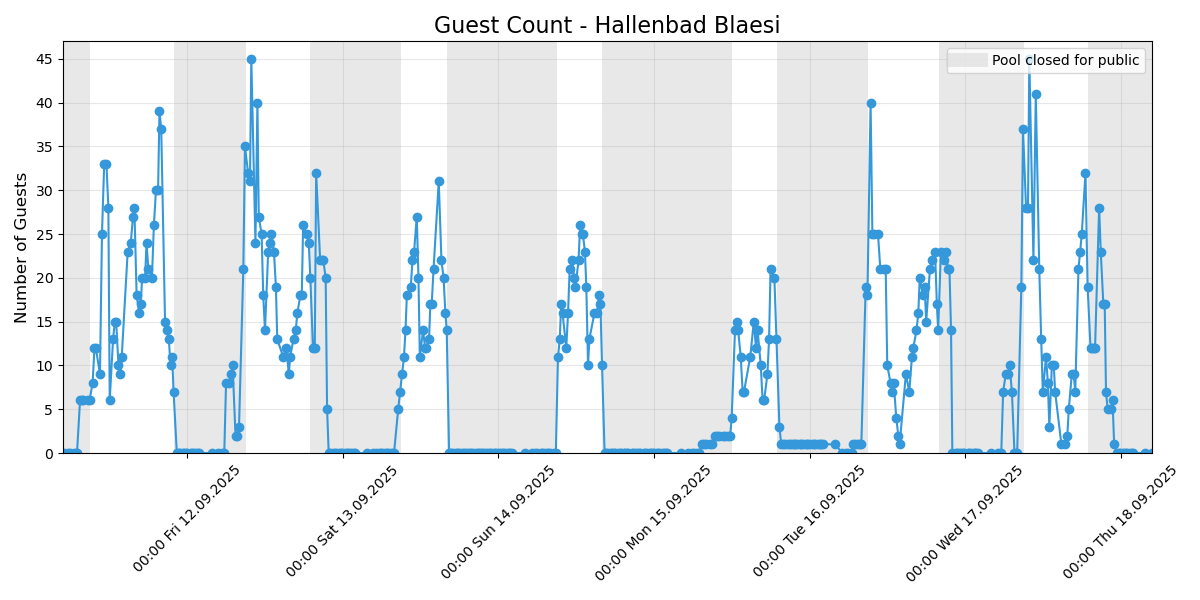 Guest Count - Hallenbad Blaesi
Pool closed for public
Number of Guests
45
40
35
30
25
20
15
10
5
0
00:00 Fri 12.09.2025
00:00 Sat 13.09.2025
00:00 Sun 14.09.2025
00:00 Mon 15.09.2025
00:00 Tue 16.09.2025
00:00 Wed 17.09.2025
00:00 Thu 18.09.2025